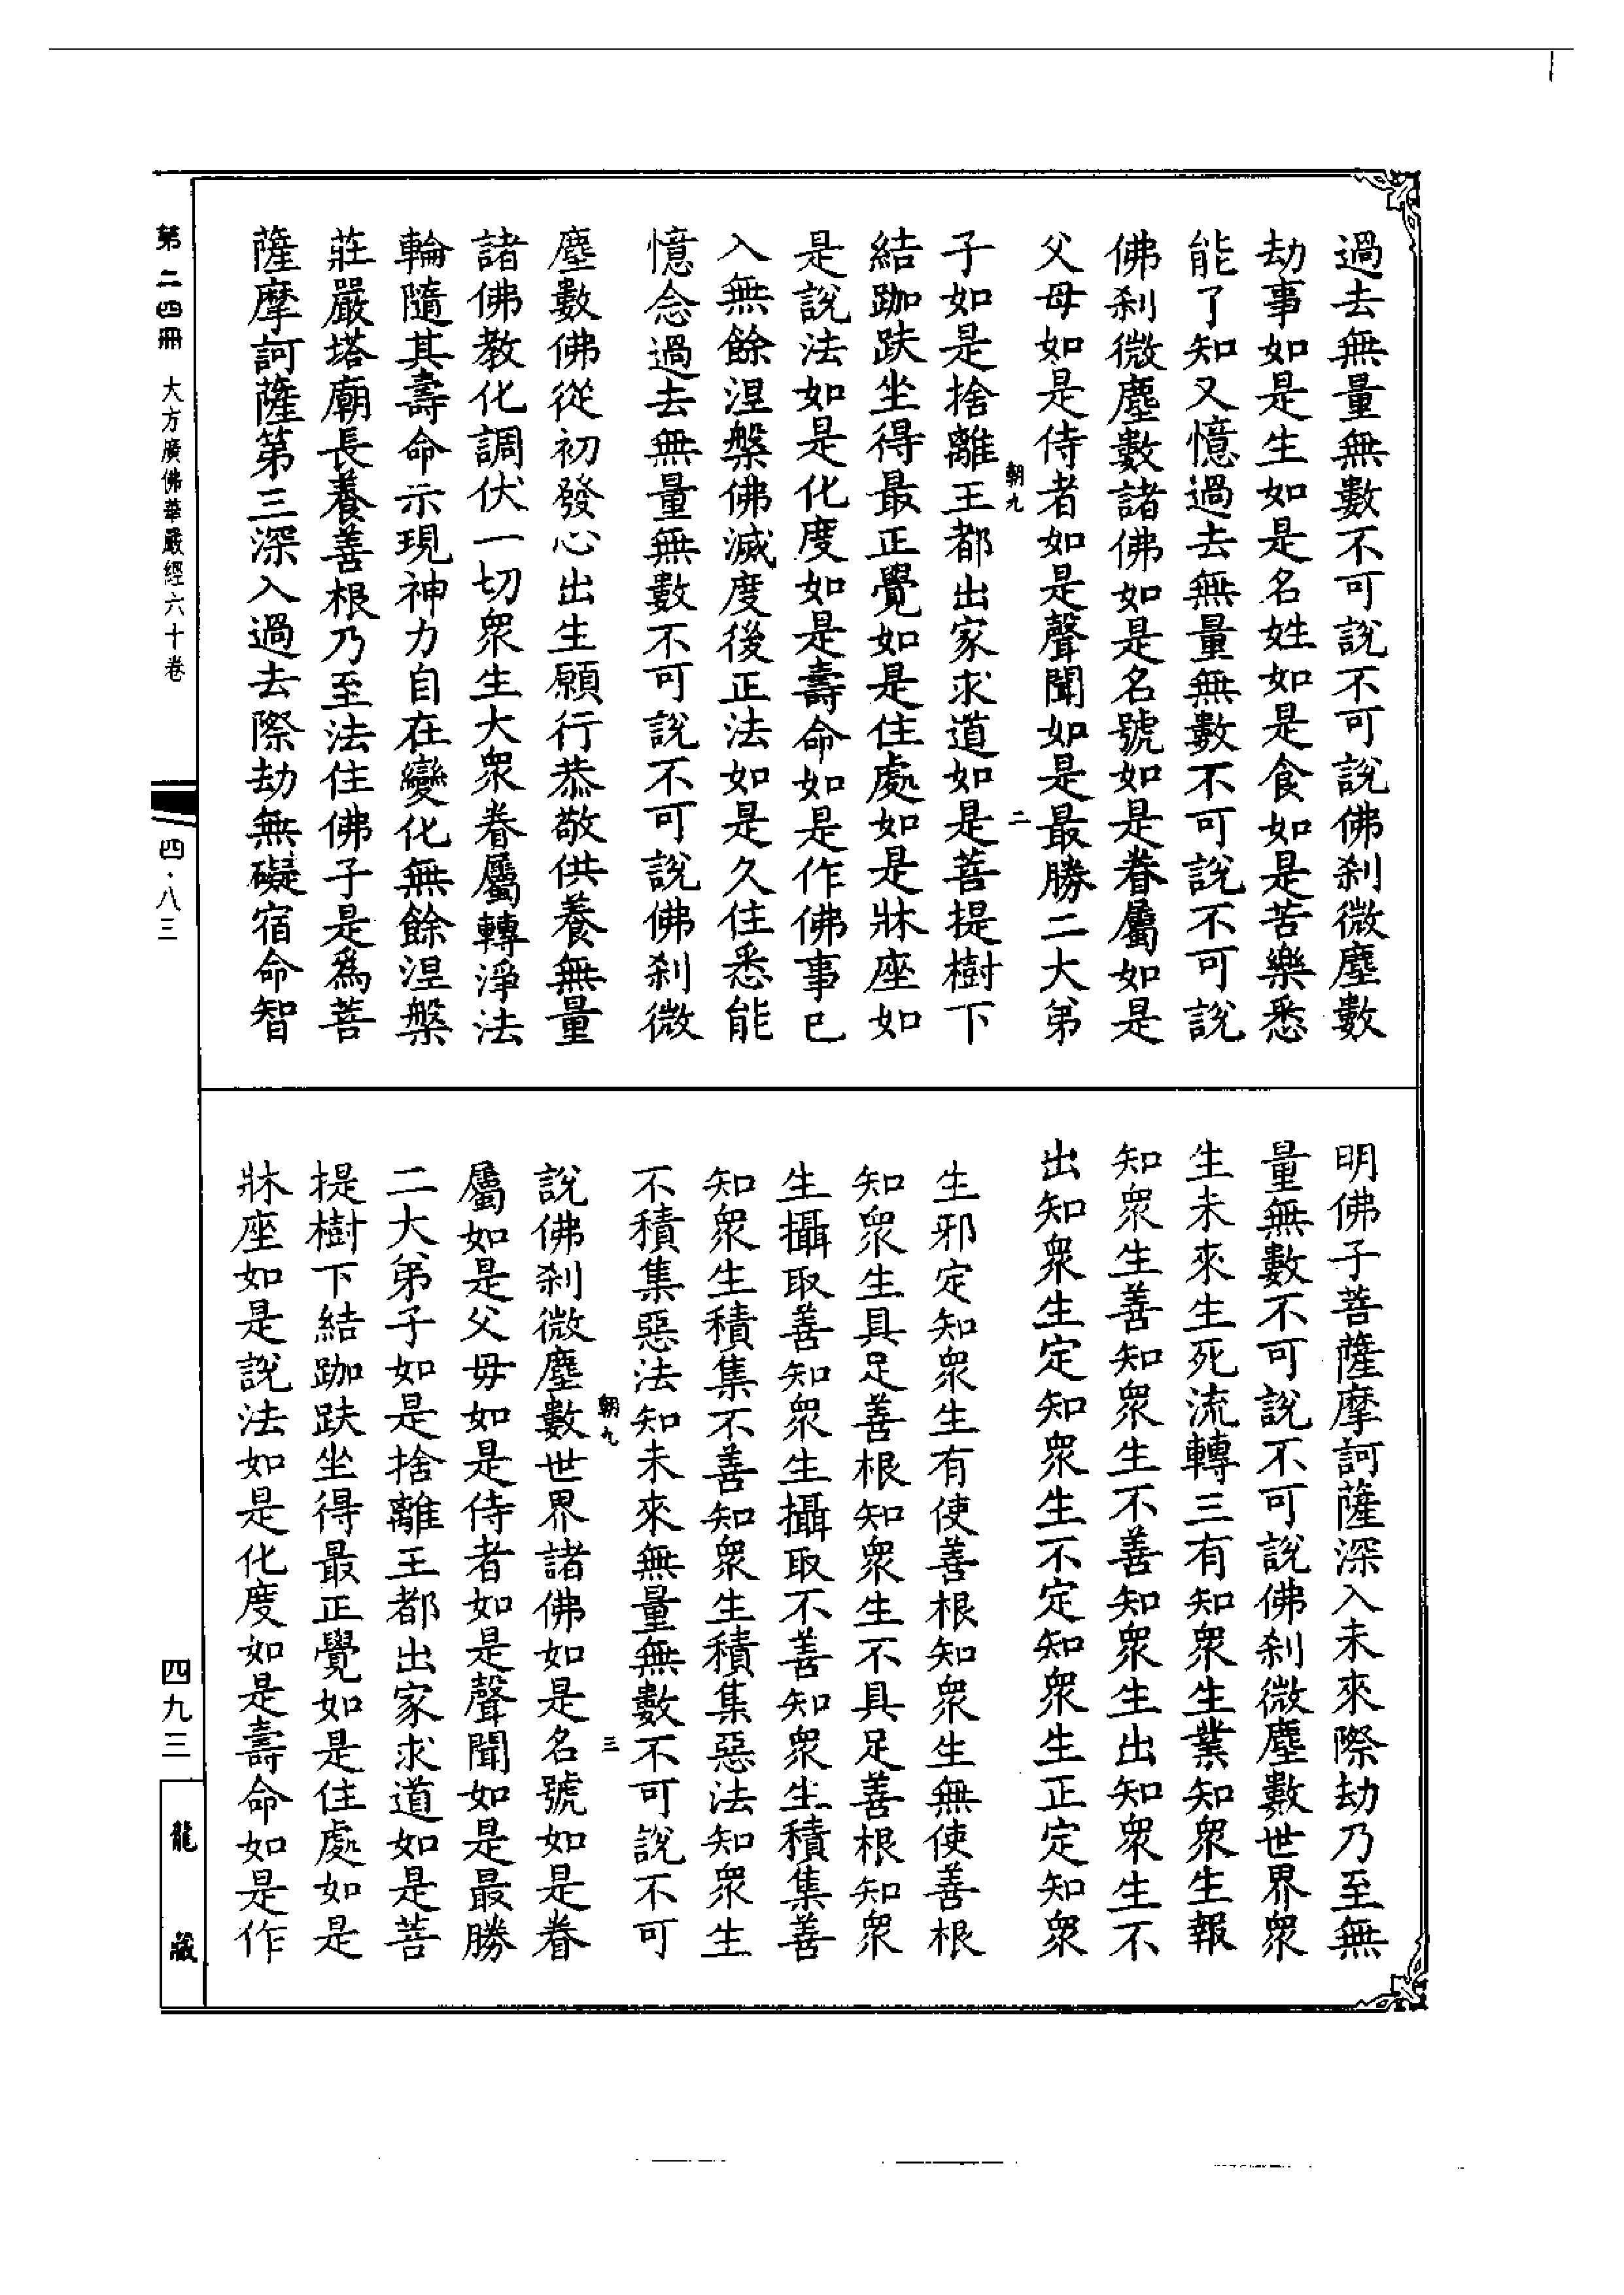 過去無量無數不可說不可說佛刹微塵數
劫事如是生如是名姓如是食如是苦樂悉
能了知又憶過去無量無數不可說不可說
佛刹微塵數諸佛如是名號如是眷屬如是
父母如是侍者如是聲聞如是最勝二大弟
朝九
二
子如是捨離王都出家求道如是菩提樹下
結跏趺坐得最正覺如是住處如是牀座如
是說法如是化度如是壽命如是作佛事已
入無餘涅槃佛滅度後正法如是久住悉能
憶念過去無量無數不可說不可說佛刹微
塵數佛從初發心出生願行恭敬供養無量
諸佛教化調伏一切衆生大衆眷屬轉淨法
輪隨其壽命示現神力自在變化無餘涅槃
莊嚴塔廟長養善根乃至法住佛子是爲菩
薩摩訶薩第三深入過去際劫無礙宿命智
明佛子菩薩摩訶薩深入未來際劫乃至無
量無數不可說不可說佛刹微塵數世界衆
生未來生死流轉三有知衆生業知衆生報
知衆生善知衆生不善知衆生出知衆生不
出知衆生定知衆生不定知衆生正定知衆
生邪定知衆生有使善根知衆生無使善根
知衆生具足善根知衆生不具足善根知衆
生攝取善知衆生攝取不善知衆生積集善
知衆生積集不善知衆生積集惡法知衆生
不積集惡法知未來無量無數不可說不可
朝九
三
說佛刹微塵數世界諸佛如是名號如是眷
屬如是父母如是侍者如是聲聞如是最勝
二大弟子如是捨離王都出家求道如是菩
提樹下結跏趺坐得最正覺如是住處如是
牀座如是說法如是化度如是壽命如是作
第二四冊 大方廣佛華嚴經六十卷
四·八三
四九三
龍藏